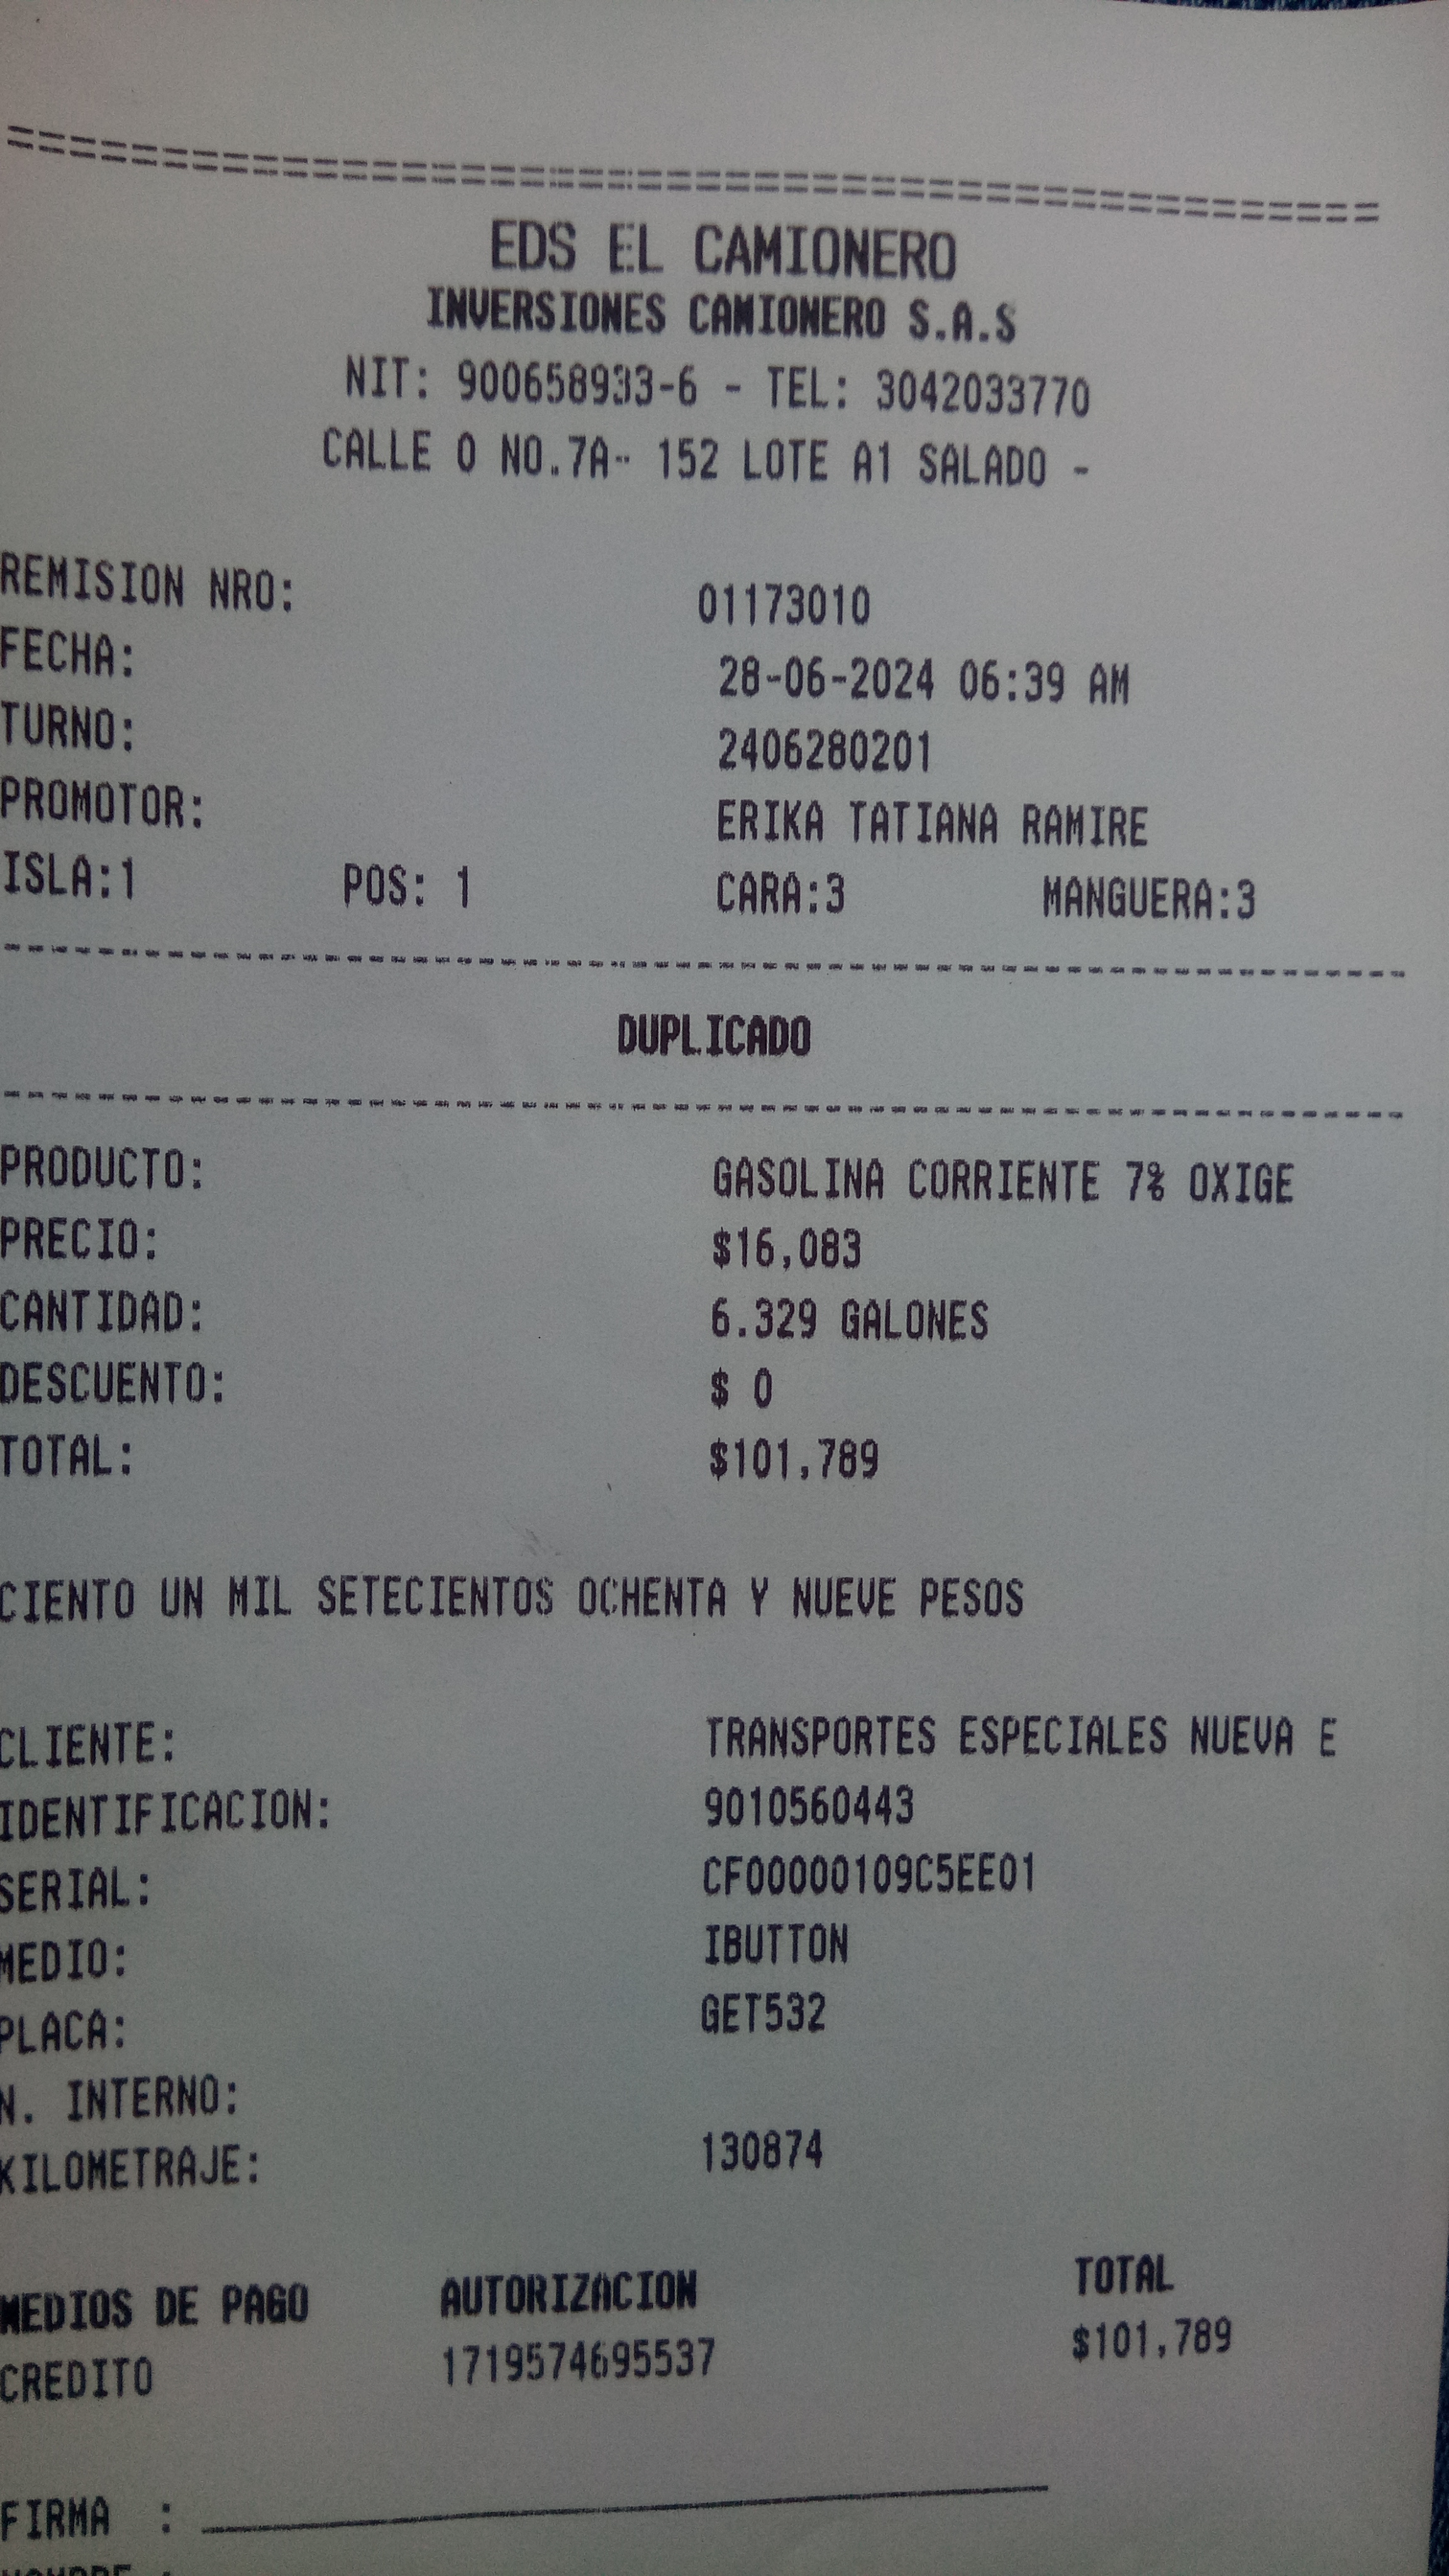 EDS EL CAMIONERO
INVERSIONES CAMIONERO S.A.S
NIT: 900658933-6 - TEL: 3042033770
CALLE 0 NO.7A- 152 LOTE A1 SALADO -
REMISION NRO: 01173010
FECHA: 28-06-2024 06:39 AM
TURNO: 2406280201
PROMOTOR: ERIKA TATIANA RAMIRE
ISLA:1 POS: 1 CARA:3 MANGUERA:3
DUPLICADO
PRODUCTO: GASOLINA CORRIENTE 7% OXIGE
PRECIO: $16,083
CANTIDAD: 6.329 GALONES
DESCUENTO: $ 0
TOTAL: $101,789
CIENTO UN MIL SETECIENTOS OCHENTA Y NUEVE PESOS
CLIENTE: TRANSPORTES ESPECIALES NUEVA E
IDENTIFICACION: 9010560443
SERIAL: CF00000109C5EE01
MEDIO: IBUTTON
PLACA: GET532
N. INTERNO:
KILOMETRAJE: 130874
MEDIOS DE PAGO AUTORIZACION TOTAL
CREDITO 1719574695537 $101,789
FIRMA :
NOMBRE :